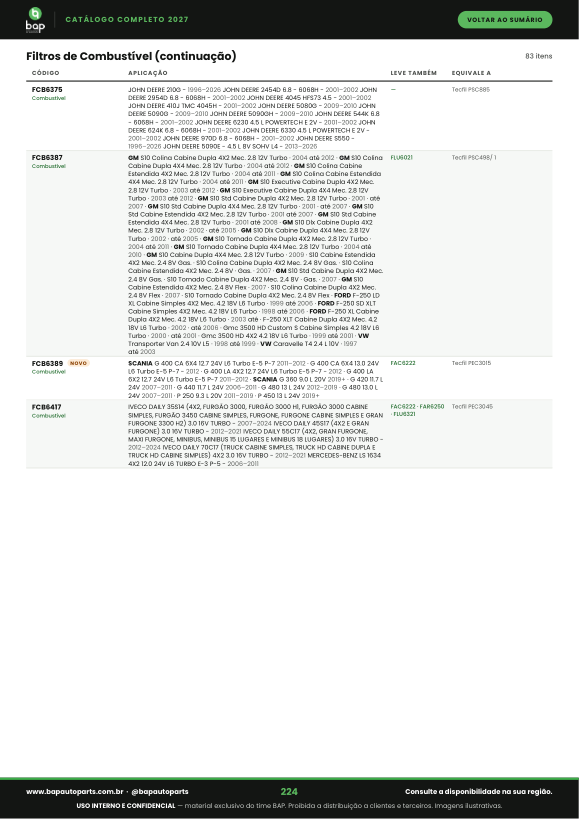 bap
CATÁLOGO COMPLETO 2027
VOLTAR AO SUMÁRIO
Filtros de Combustível (continuação)
83 itens
CÓDIGO APLICAÇÃO LEVE TAMBÉM EQUIVALE A
FCB6375
Combustível
JOHN DEERE 210G - 1996-2026 JOHN DEERE 2454D 6.8 - 6068H - 2001-2002 JOHN
DEERE 2954D 6.8 - 6068H - 2001-2002 JOHN DEERE 4045 HFS73 4.5 - 2001-2002
JOHN DEERE 410J TMC 4045H - 2001-2002 JOHN DEERE 5080G - 2009-2010 JOHN
DEERE 5090G - 2009-2010 JOHN DEERE 5090GH - 2009-2010 JOHN DEERE 544K 6.8
- 6068H - 2001-2002 JOHN DEERE 6230 4.5 L POWERTECH E 2V - 2001-2002 JOHN
DEERE 624K 6.8 - 6068H - 2001-2002 JOHN DEERE 6330 4.5 L POWERTECH E 2V -
2001-2002 JOHN DEERE 970D 6.8 - 6068H - 2001-2002 JOHN DEERE S550 -
1996-2026 JOHN DEERE 5090E - 4.5 L 8V SOHV L4 - 2013-2026
—
Tecfil PSC885
FCB6387
Combustível
GM S10 Colina Cabine Dupla 4X2 Mec. 2.8 12V Turbo · 2004 até 2012 · GM S10 Colina
Cabine Dupla 4X4 Mec. 2.8 12V Turbo · 2004 até 2012 · GM S10 Colina Cabine
Estendida 4X2 Mec. 2.8 12V Turbo · 2004 até 2011 · GM S10 Colina Cabine Estendida
4X4 Mec. 2.8 12V Turbo · 2004 até 2011 · GM S10 Executive Cabine Dupla 4X2 Mec.
2.8 12V Turbo · 2003 até 2012 · GM S10 Executive Cabine Dupla 4X4 Mec. 2.8 12V
Turbo · 2003 até 2012 · GM S10 Std Cabine Dupla 4X2 Mec. 2.8 12V Turbo · 2001 · até
2007 · GM S10 Std Cabine Dupla 4X4 Mec. 2.8 12V Turbo · 2001 · até 2007 · GM S10
Std Cabine Estendida 4X2 Mec. 2.8 12V Turbo · 2001 até 2007 · GM S10 Std Cabine
Estendida 4X4 Mec. 2.8 12V Turbo · 2001 até 2008 · GM S10 Dlx Cabine Dupla 4X2
Mec. 2.8 12V Turbo · 2002 · até 2005 · GM S10 Dlx Cabine Dupla 4X4 Mec. 2.8 12V
Turbo · 2002 · até 2005 · GM S10 Tornado Cabine Dupla 4X2 Mec. 2.8 12V Turbo ·
2004 até 2011 · GM S10 Tornado Cabine Dupla 4X4 Mec. 2.8 12V Turbo · 2004 até
2010 · GM S10 Cabine Dupla 4X4 Mec. 2.8 12V Turbo · 2009 · S10 Cabine Estendida
4X2 Mec. 2.4 8V Gas. · S10 Colina Cabine Dupla 4X2 Mec. 2.4 8V Gas. · S10 Colina
Cabine Estendida 4X2 Mec. 2.4 8V · Gas. · 2007 · GM S10 Std Cabine Dupla 4X2 Mec.
2.4 8V Gas. · 2007 · S10 Tornado Cabine Dupla 4X2 Mec. 2.4 8V Gas · 2007 · GM S10
Cabine Estendida 4X2 Mec. 2.4 8V Flex · 2007 · S10 Colina Cabine Dupla 4X2 Mec.
2.4 8V Flex · 2007 · S10 Tornado Cabine Dupla 4X2 Mec. 2.4 8V Flex · FORD F-250 LD
XL Cabine Simples 4X2 Mec. 4.2 18V L6 Turbo · 1999 até 2006 · FORD F-250 SD XLT
Cabine Simples 4X2 Mec. 4.2 18V L6 Turbo · 1998 até 2006 · FORD F-250 XL Cabine
Dupla 4X2 Mec. 4.2 18V L6 Turbo · 2003 até · F-250 XLT Cabine Dupla 4X2 Mec. 4.2
18V L6 Turbo · 2002 · até 2006 · Gmc 3500 HD Custom S Cabine Simples 4.2 18V L6
Turbo · 2000 · até 2001 · Gmc 3500 HD 4X2 4.2 18V L6 Turbo · 1999 até 2001 · VW
Transporter Van 2.4 10V L5 · 1998 até 1999 · VW Caravelle T4 2.4 L 10V · 1997
até 2003
FLU6021
Tecfil PSC498/ 1
FCB6389 NOVO
Combustível
SCANIA G 400 CA 6X4 12.7 24V L6 Turbo E-5 P-7 2011-2012 · G 400 CA 6X4 13.0 24V
L6 Turbo E-5 P-7 2012 · G 400 LA 4X2 12.7 24V L6 Turbo E-5 P-7 - 2012 · G 400 LA
6X2 12.7 24V L6 Turbo E-5 P-7 2011-2012 · SCANIA G 360 9.0 L 20V 2019+ · G 420 11.7 L
24V 2007-2011 · G 440 11.7 L 24V 2006-2011 · G 480 13 L 24V 2012-2019 · G 480 13.0 L
24V 2007-2011 · P 250 9.3 L 20V 2011-2019 · P 450 13 L 24V 2019+
FAC6222
Tecfil PEC3015
FCB6417
Combustível
IVECO DAILY 35S14 (4X2, FURGÃO 3000, FURGÃO 3000 HI, FURGÃO 3000 CABINE
SIMPLES, FURGÃO 3450 CABINE SIMPLES, FURGONE, FURGONE CABINE SIMPLES E GRAN
FURGONE 3300 H2) 3.0 16V TURBO - 2007-2024 IVECO DAILY 45S17 (4X2 E GRAN
FURGONE) 3.0 16V TURBO - 2012-2021 IVECO DAILY 55C17 (4X2, GRAN FURGONE,
MAXI FURGONE, MINIBUS, MINIBUS 15 LUGARES E MINIBUS 18 LUGARES) 3.0 16V TURBO -
2012-2024 IVECO DAILY 70C17 (TRUCK CABINE SIMPLES, TRUCK HD CABINE DUPLA E
TRUCK HD CABINE SIMPLES) 4X2 3.0 16V TURBO - 2012-2021 MERCEDES-BENZ LS 1634
4X2 12.0 24V L6 TURBO E-3 P-5 - 2006-2011
FAC6222 · FAR6250
· FLU6321
Tecfil PEC3045
www.bapautoparts.com.br · @bapautoparts
224
Consulte a disponibilidade na sua região.
USO INTERNO E CONFIDENCIAL — material exclusivo do time BAP. Proibida a distribuição a clientes e terceiros. Imagens ilustrativas.